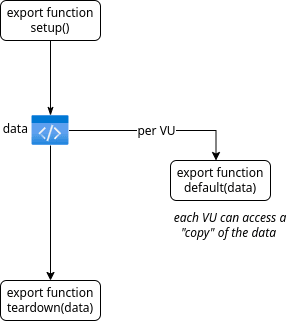 export function
setup()
data
per VU
export function
default(data)
each VU can access a
"copy" of the data
export function
teardown(data)